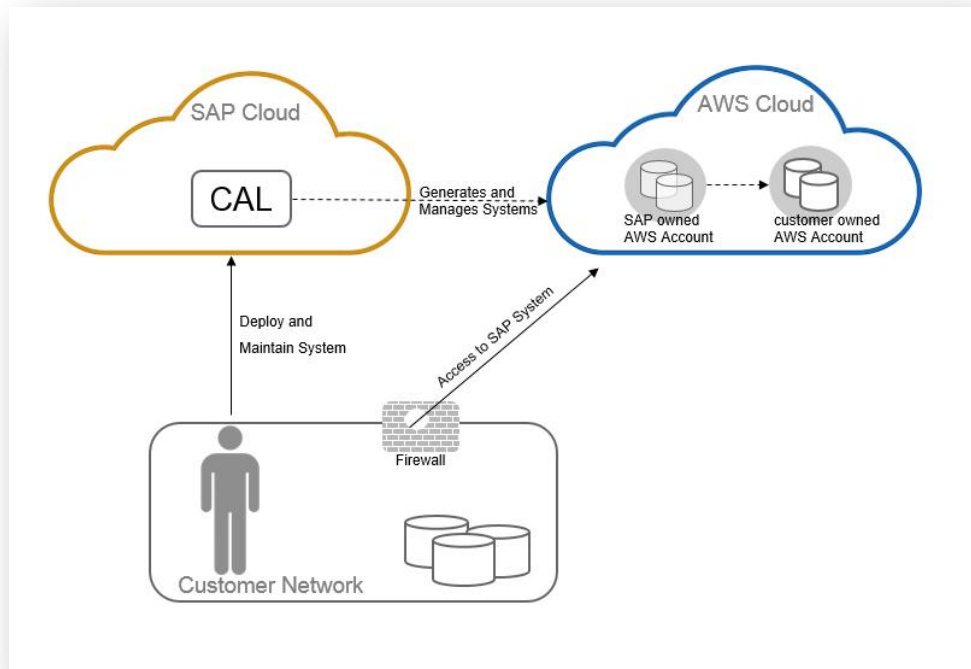 SAP Cloud
AWS Cloud
CAL
Generates and
Manages Systems
SAP owned
AWS Account
customer owned
AWS Account
Deploy and
Maintain System
Access to SAP System
Firewall
Customer Network